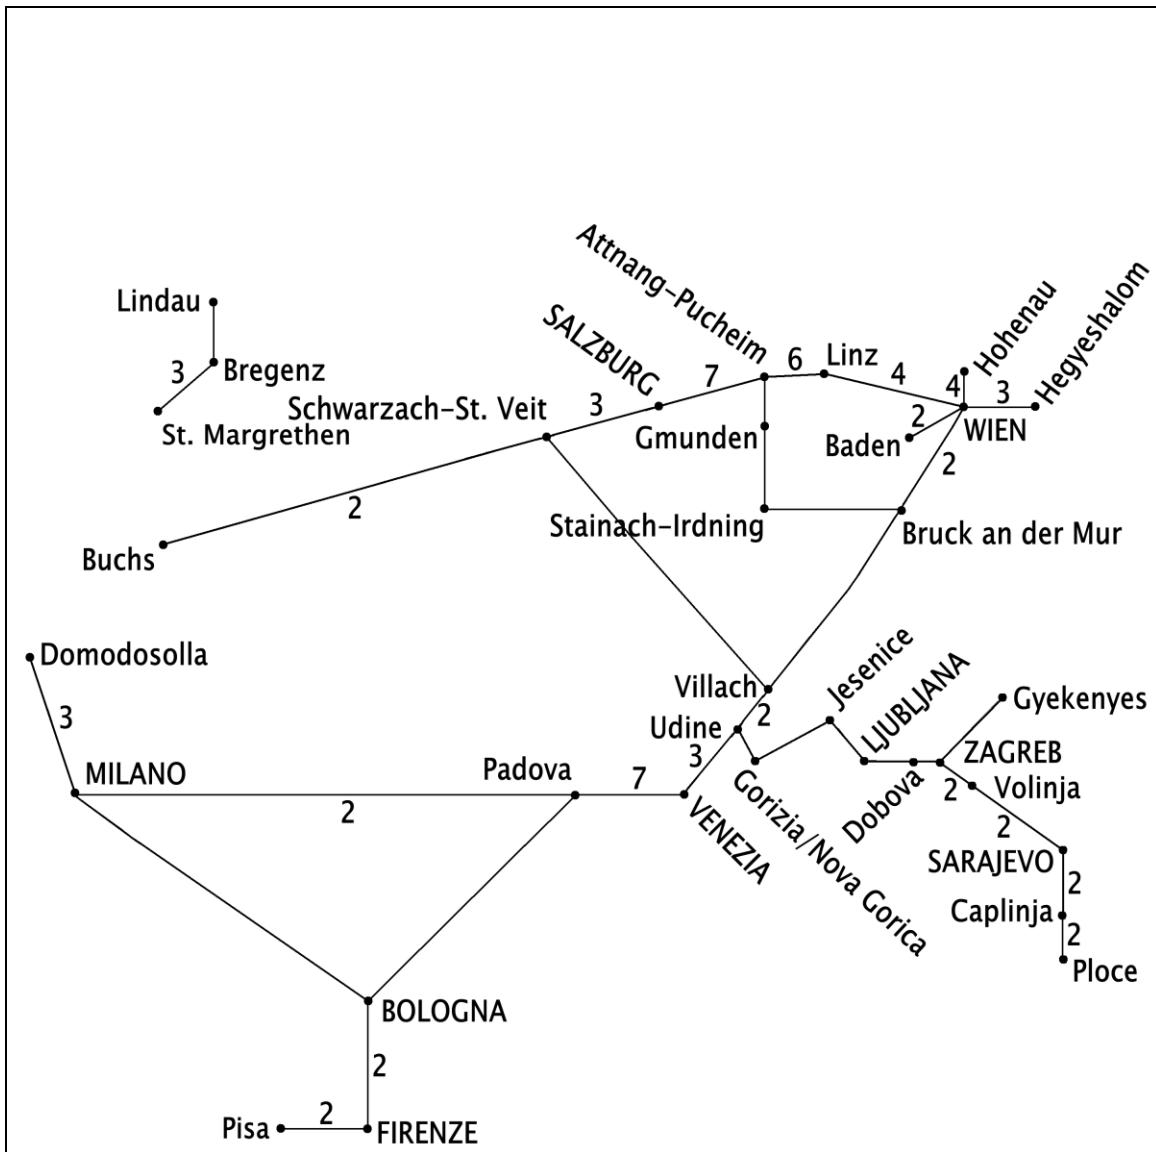 Attnang-Pucheim
Hohenau
Hegyeshalom
Lindau
SALZBURG
6
Linz
3
Bregenz
7
4
4
3
Schwarzach-St. Veit
3
2
St. Margrethen
Gmunden
Baden
WIEN
2
2
Stainach-Irdning
Bruck an der Mur
Buchs
Domodosolla
Jesenice
LJUBLJANA
Villach
Gyekenyes
3
2
Udine
3
ZAGREB
MILANO
Padova
7
2
Volinja
2
VENEZIA
Gorizia/Nova Gorica
Dobova
2
SARAJEVO
2
Caplinja
2
Ploce
BOLOGNA
2
2
Pisa
FIRENZE